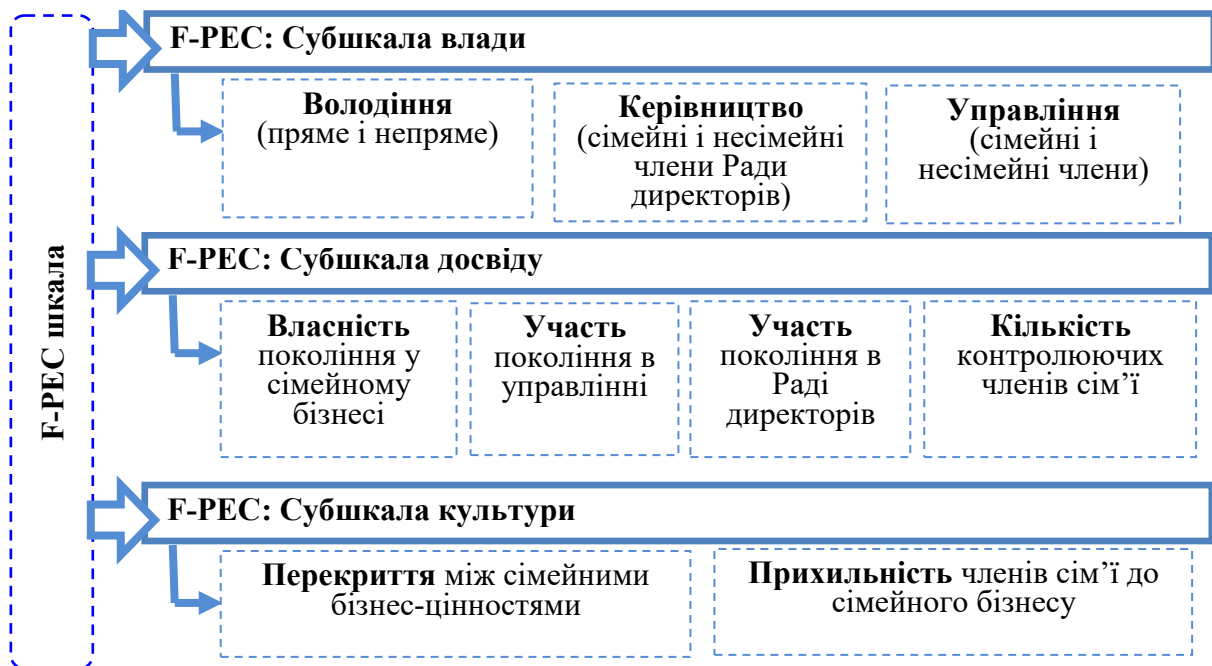 F-PEC шкала
F-PEC: Субшкала влади
Володіння
(пряме і непряме)
Керівництво
(сімейні і несімейні
члени Ради
директорів)
Управління
(сімейні і
несімейні члени)
F-PEC: Субшкала досвіду
Власність
покоління у
сімейному
бізнесі
Участь
покоління в
управлінні
Участь
покоління в
Раді
директорів
Кількість
контролюючих
членів сім’ї
F-PEC: Субшкала культури
Перекриття між сімейними
бізнес-цінностями
Прихильність членів сім’ї до
сімейного бізнесу